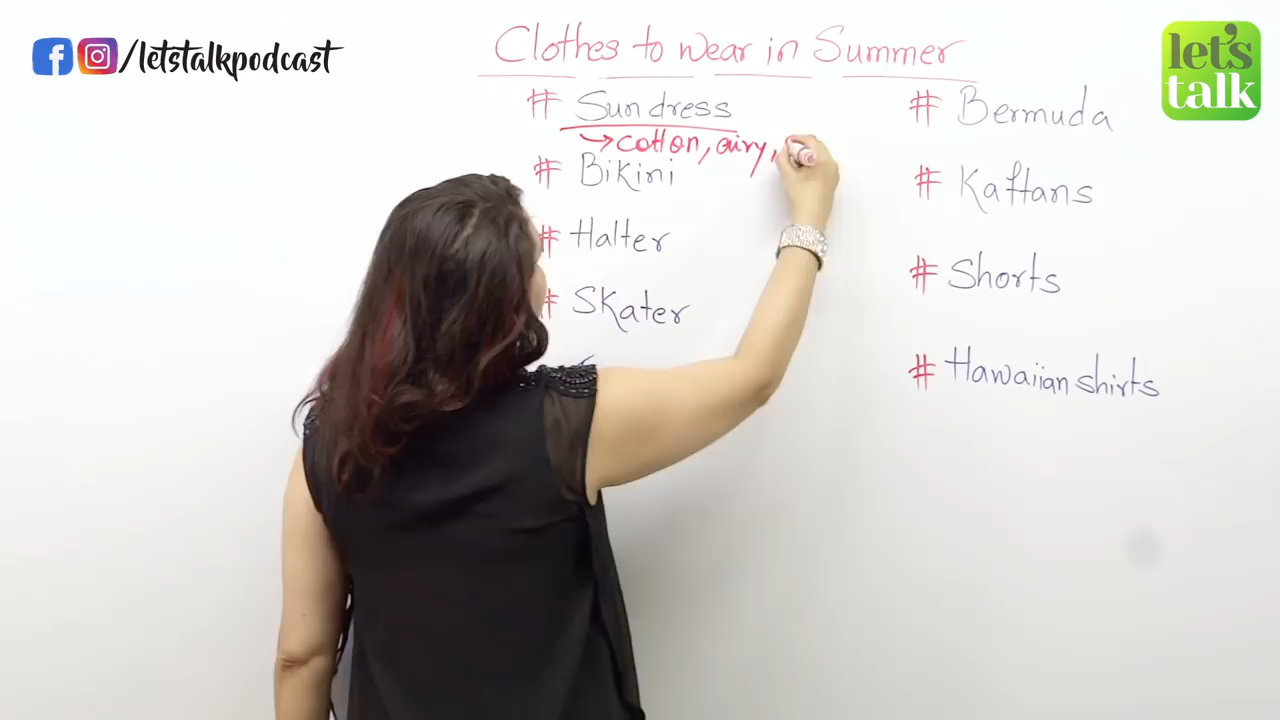 /letstalkpodcast
let's
talk
Clothes to wear in Summer
# Sundress
→ cotton, airy,
# Bikini
# Halter
# Skater
# Bermuda
# Kaftans
# Shorts
# Hawaiian shirts